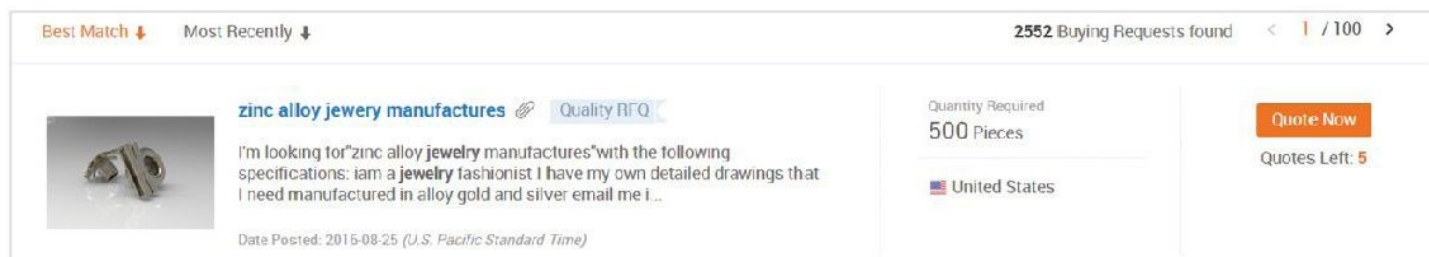 Best Match ⬇ Most Recently ⬇ 2552 Buying Requests found < 1 / 100 >
zinc alloy jewery manufactures Quality RFQ
I'm looking for"zinc alloy jewelry manufactures"with the following
specifications: iam a jewelry fashionist I have my own detailed drawings that
I need manufactured in alloy gold and silver email me i...
Date Posted: 2016-08-25 (U.S. Pacific Standard Time)
Quantity Required
500 Pieces
United States
Quote Now
Quotes Left: 5